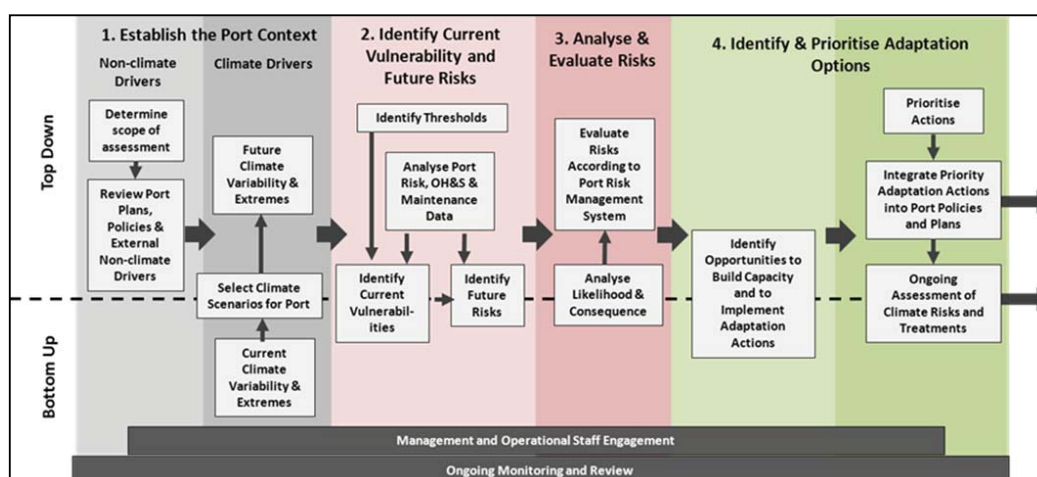 1. Establish the Port Context
Non-climate
Drivers
Climate Drivers
2. Identify Current
Vulnerability and
Future Risks
3. Analyse &
Evaluate Risks
4. Identify & Prioritise Adaptation
Options
Top Down
Bottom Up
Determine
scope of
assessment
Review Port
Plans,
Policies &
External
Non-climate
Drivers
Future
Climate
Variability &
Extremes
Select Climate
Scenarios for Port
Current
Climate
Variability &
Extremes
Identify Thresholds
Analyse Port
Risk, OH&S &
Maintenance
Data
Identify
Current
Vulnerabil-
ities
Identify
Future
Risks
Evaluate
Risks
According to
Port Risk
Management
System
Analyse
Likelihood &
Consequence
Identify
Opportunities to
Build Capacity
and to
Implement
Adaptation
Actions
Prioritise
Actions
Integrate Priority
Adaptation Actions
into Port Policies
and Plans
Ongoing
Assessment of
Climate Risks and
Treatments
Management and Operational Staff Engagement
Ongoing Monitoring and Review